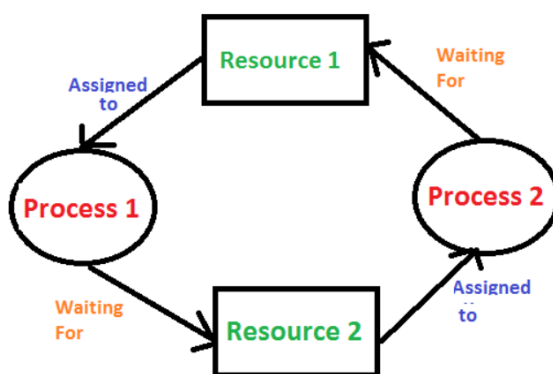 Resource 1
Waiting
For
Assigned
to
Process 1
Process 2
Waiting
For
Resource 2
Assigned
to